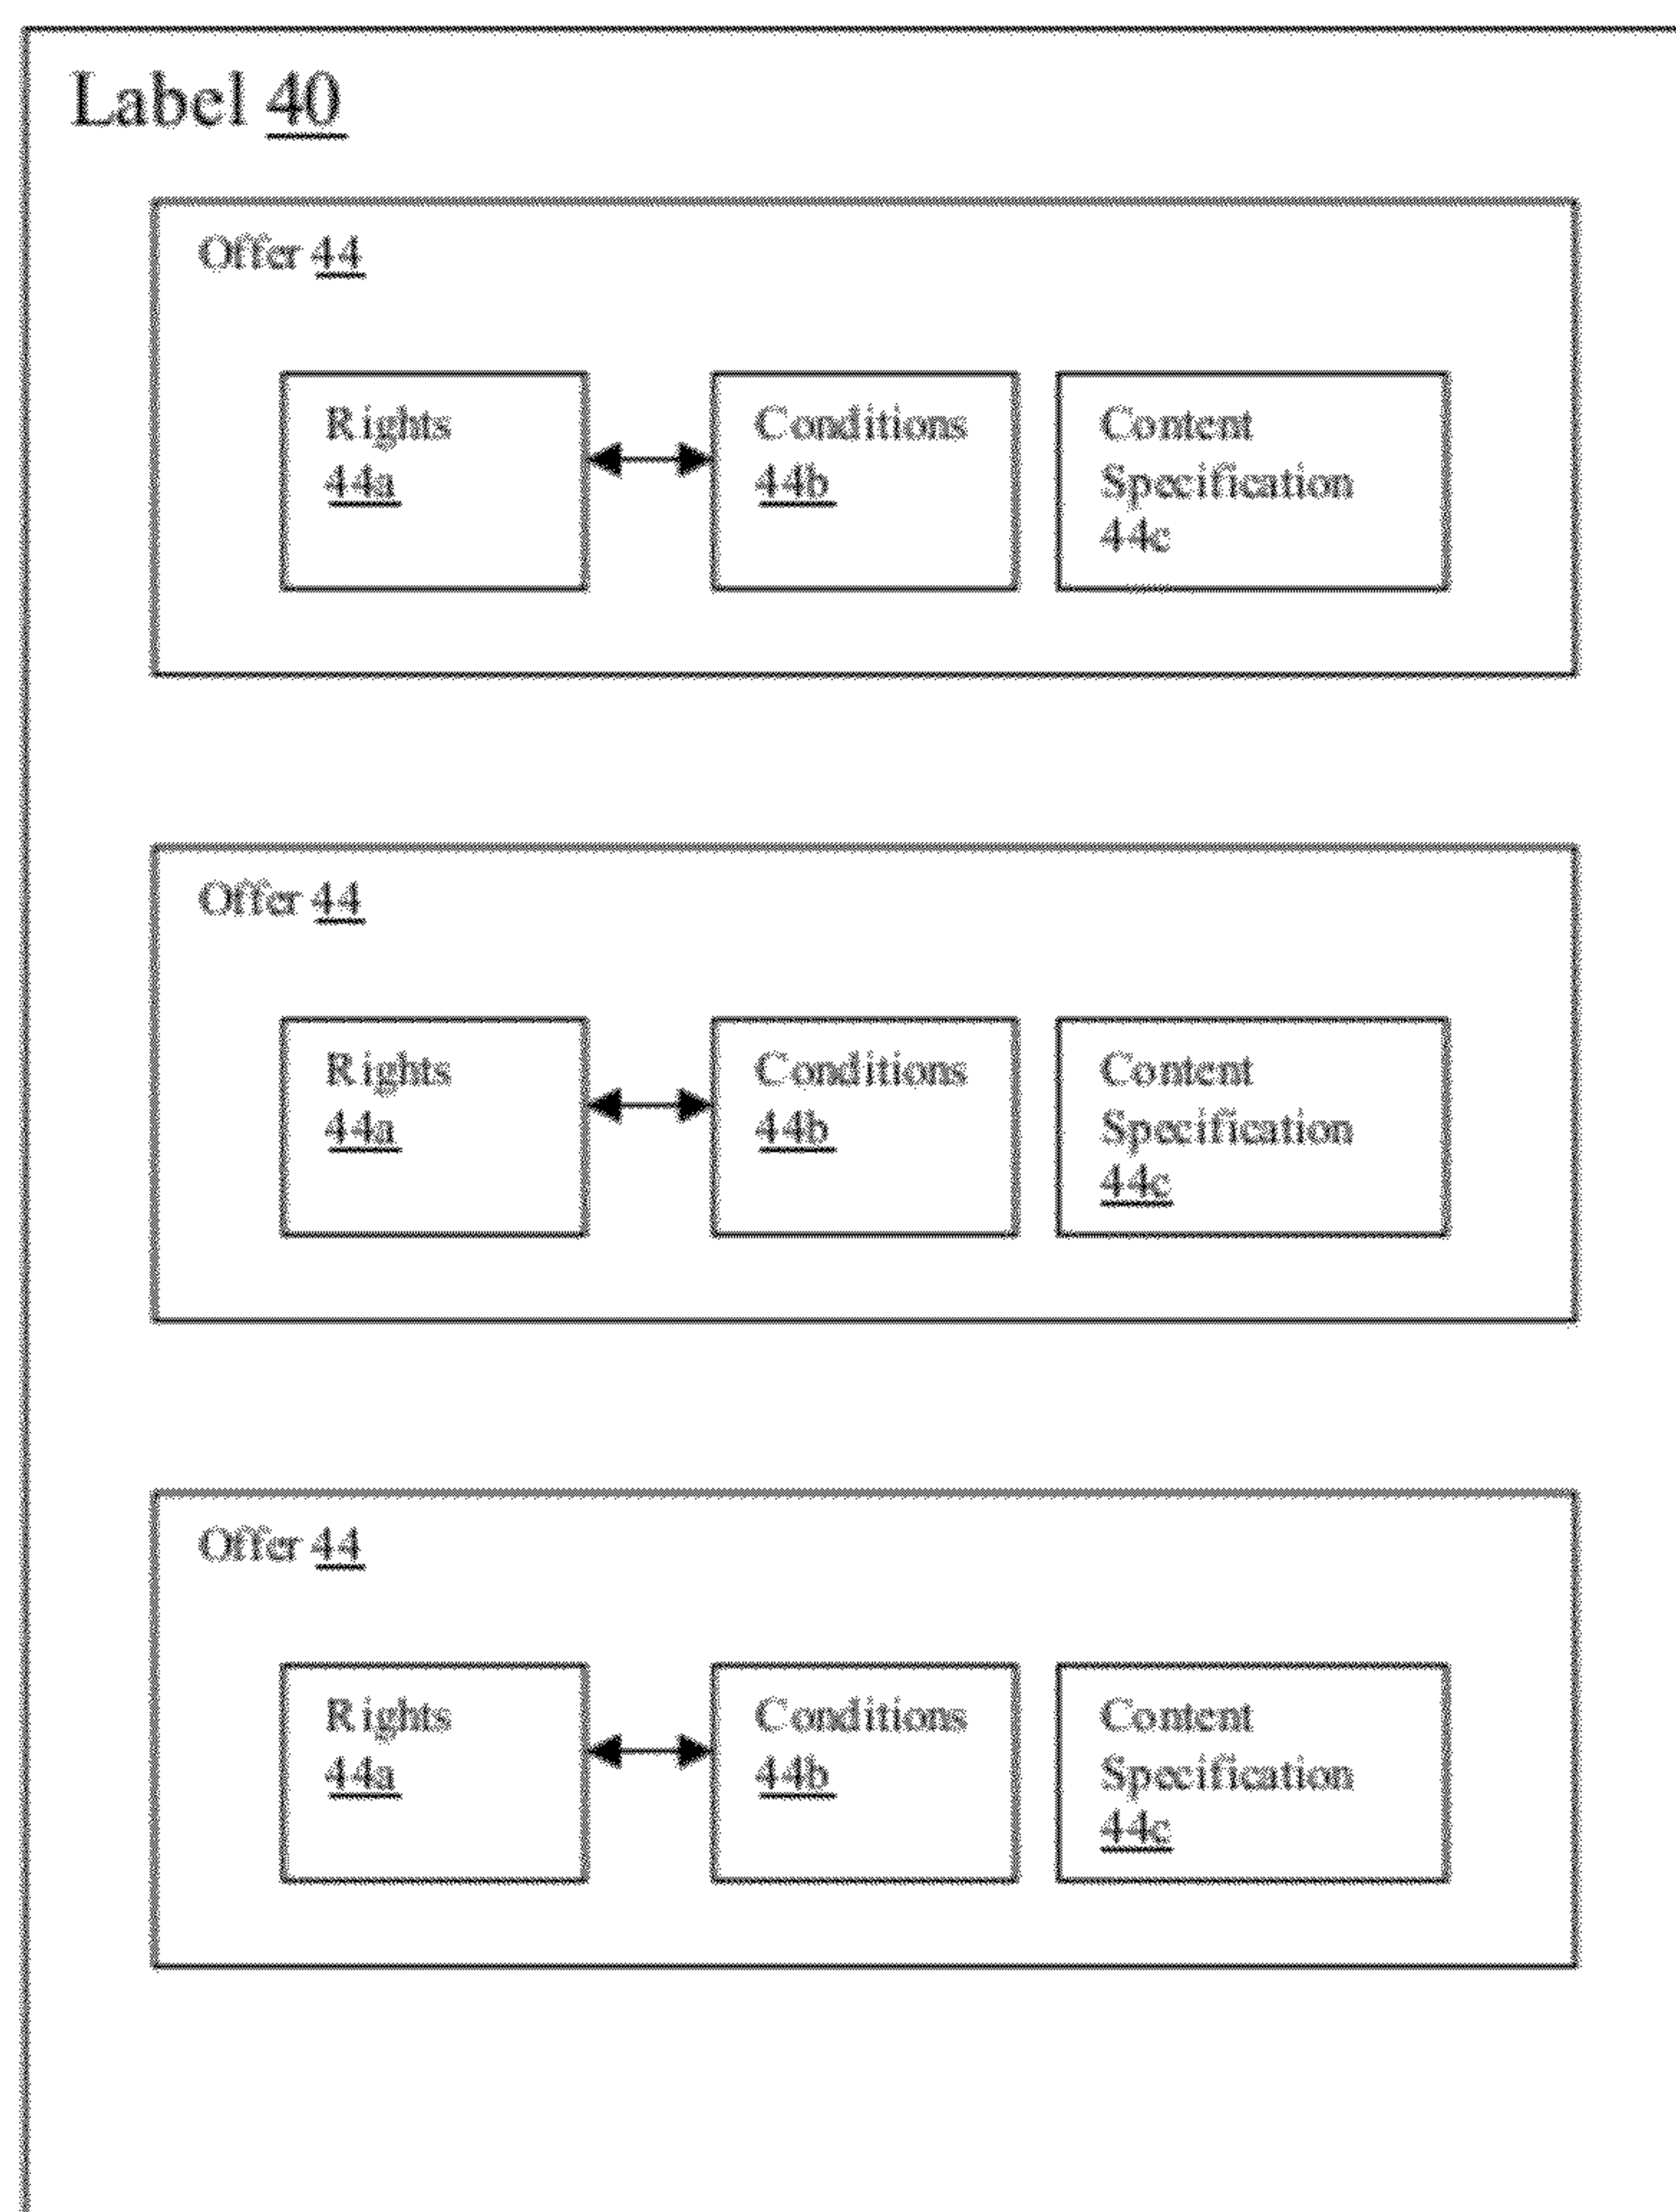 Label 40
Offer 44
Rights
44a
Conditions
44b
Content
Specification
44c
Offer 44
Rights
44a
Conditions
44b
Content
Specification
44c
Offer 44
Rights
44a
Conditions
44b
Content
Specification
44c